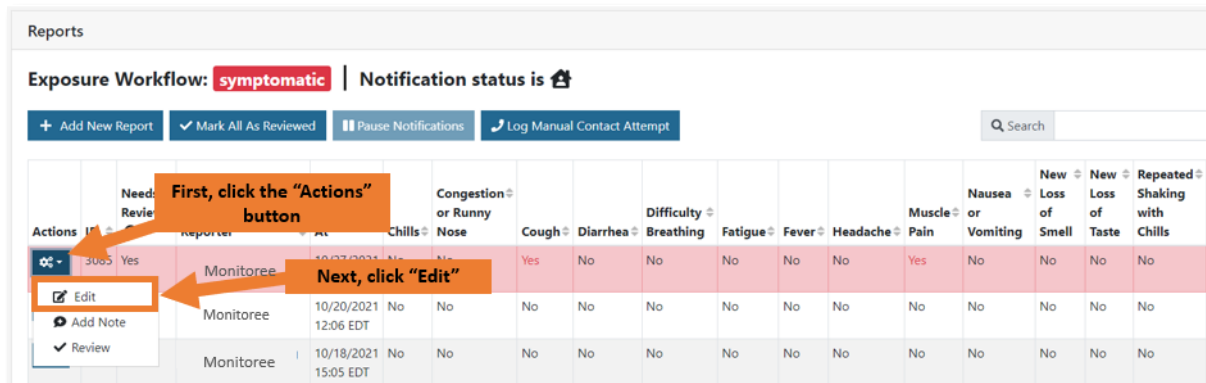 Reports
Exposure Workflow: symptomatic | Notification status is
+ Add New Report Mark All As Reviewed Pause Notifications Log Manual Contact Attempt Search
First, click the "Actions" button
Actions Needs Reporter At Chills Congestion or Runny Nose Cough Diarrhea Difficulty Breathing Fatigue Fever Headache Muscle Pain Nausea or Vomiting New Loss of Smell New Loss of Taste Repeated Shaking with Chills
3085 Yes Monitoree Yes No No No No No Yes No No No No
Next, click "Edit"
Edit
Monitoree 10/20/2021 12:06 EDT No No No No No No No No No No No No No
Add Note
Review
Monitoree 10/18/2021 15:05 EDT No No No No No No No No No No No No No